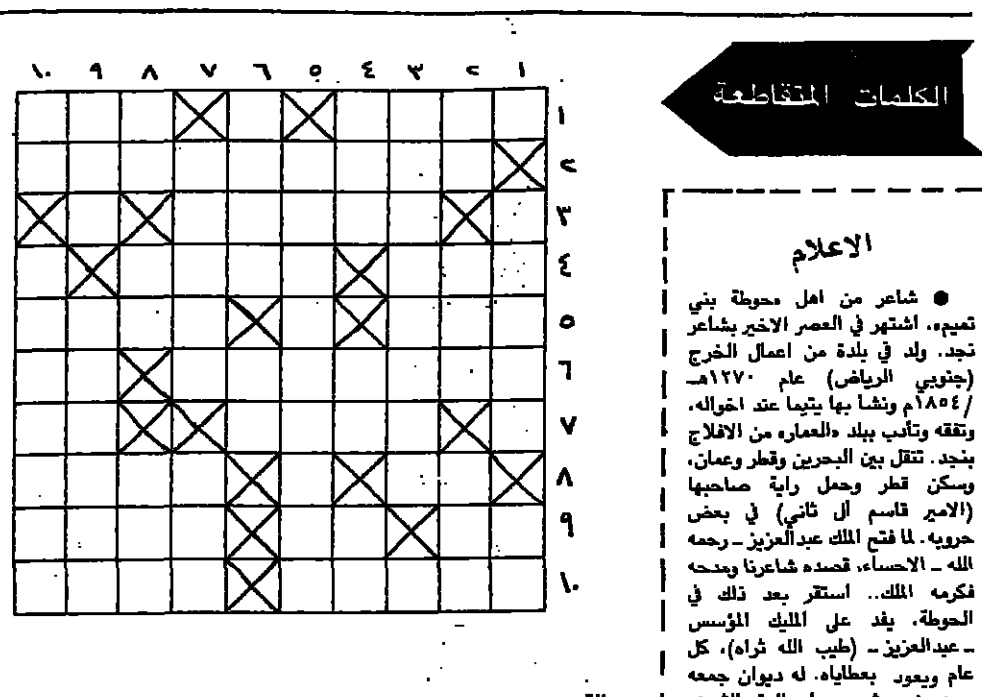 الكلمات المتقاطعة
١ ٢ ٣ ٤ ٥ ٦ ٧ ٨ ٩ ١٠
١
٢
٣
٤
٥
٦
٧
٨
٩
١٠
الاعلام
● شاعر من اهل «حوطة بني
تميم»، اشتهر في العصر الاخير بشاعر
نجد. ولد في بلدة من اعمال الخرج
(جنوبي الرياض) عام ١٢٧٠هـ
/١٨٥٤م ونشأ بها يتيما عند اخواله،
وتفقه وتأدب ببلد «العمار» من الافلاج
بنجد. تنقل بين البحرين وقطر وعمان،
وسكن قطر وحمل راية صاحبها
(الامير قاسم آل ثاني) في بعض
حروبه. لما فتح الملك عبدالعزيز ـ رحمه
الله ـ الاحساء، قصده شاعرنا ومدحه
فكرمه الملك.. استقر بعد ذلك في
الحوطة، يفد على المليك المؤسس
ـ عبدالعزيز ـ (طيب الله ثراه)، كل
عام ويعود بعطاياه. له ديوان جمعه